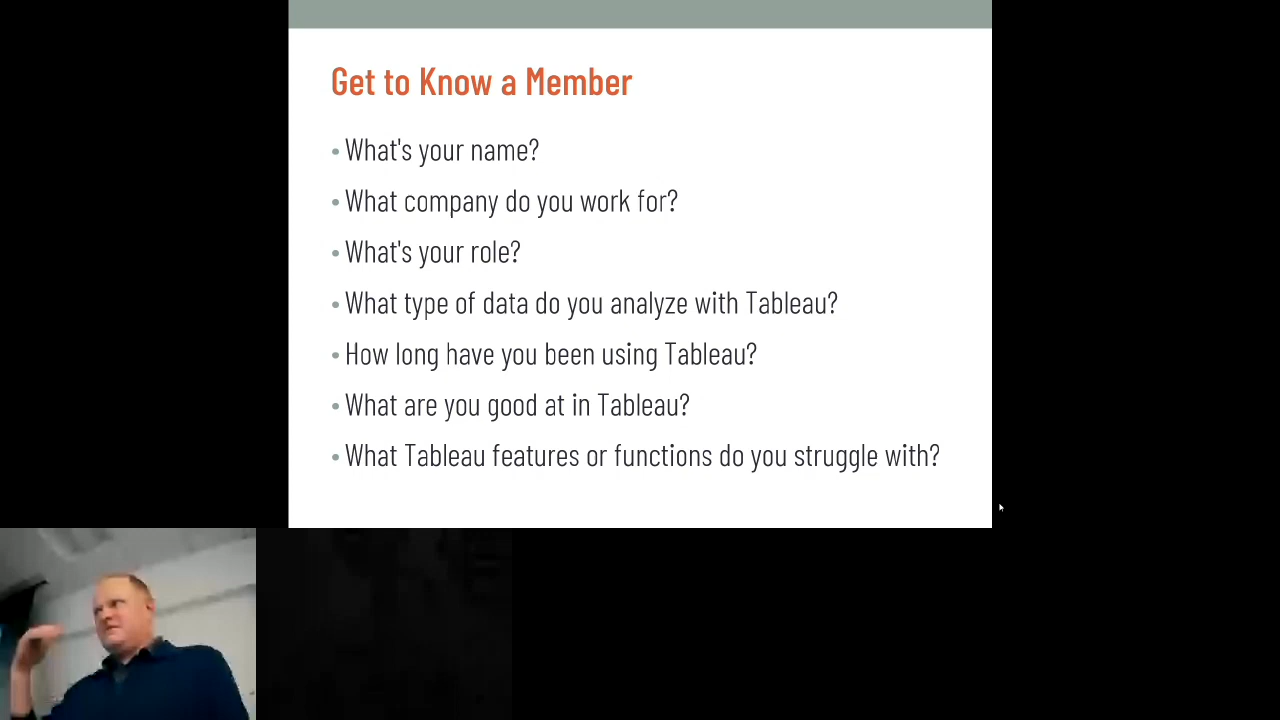 Get to Know a Member
• What's your name?
• What company do you work for?
• What's your role?
• What type of data do you analyze with Tableau?
• How long have you been using Tableau?
• What are you good at in Tableau?
• What Tableau features or functions do you struggle with?